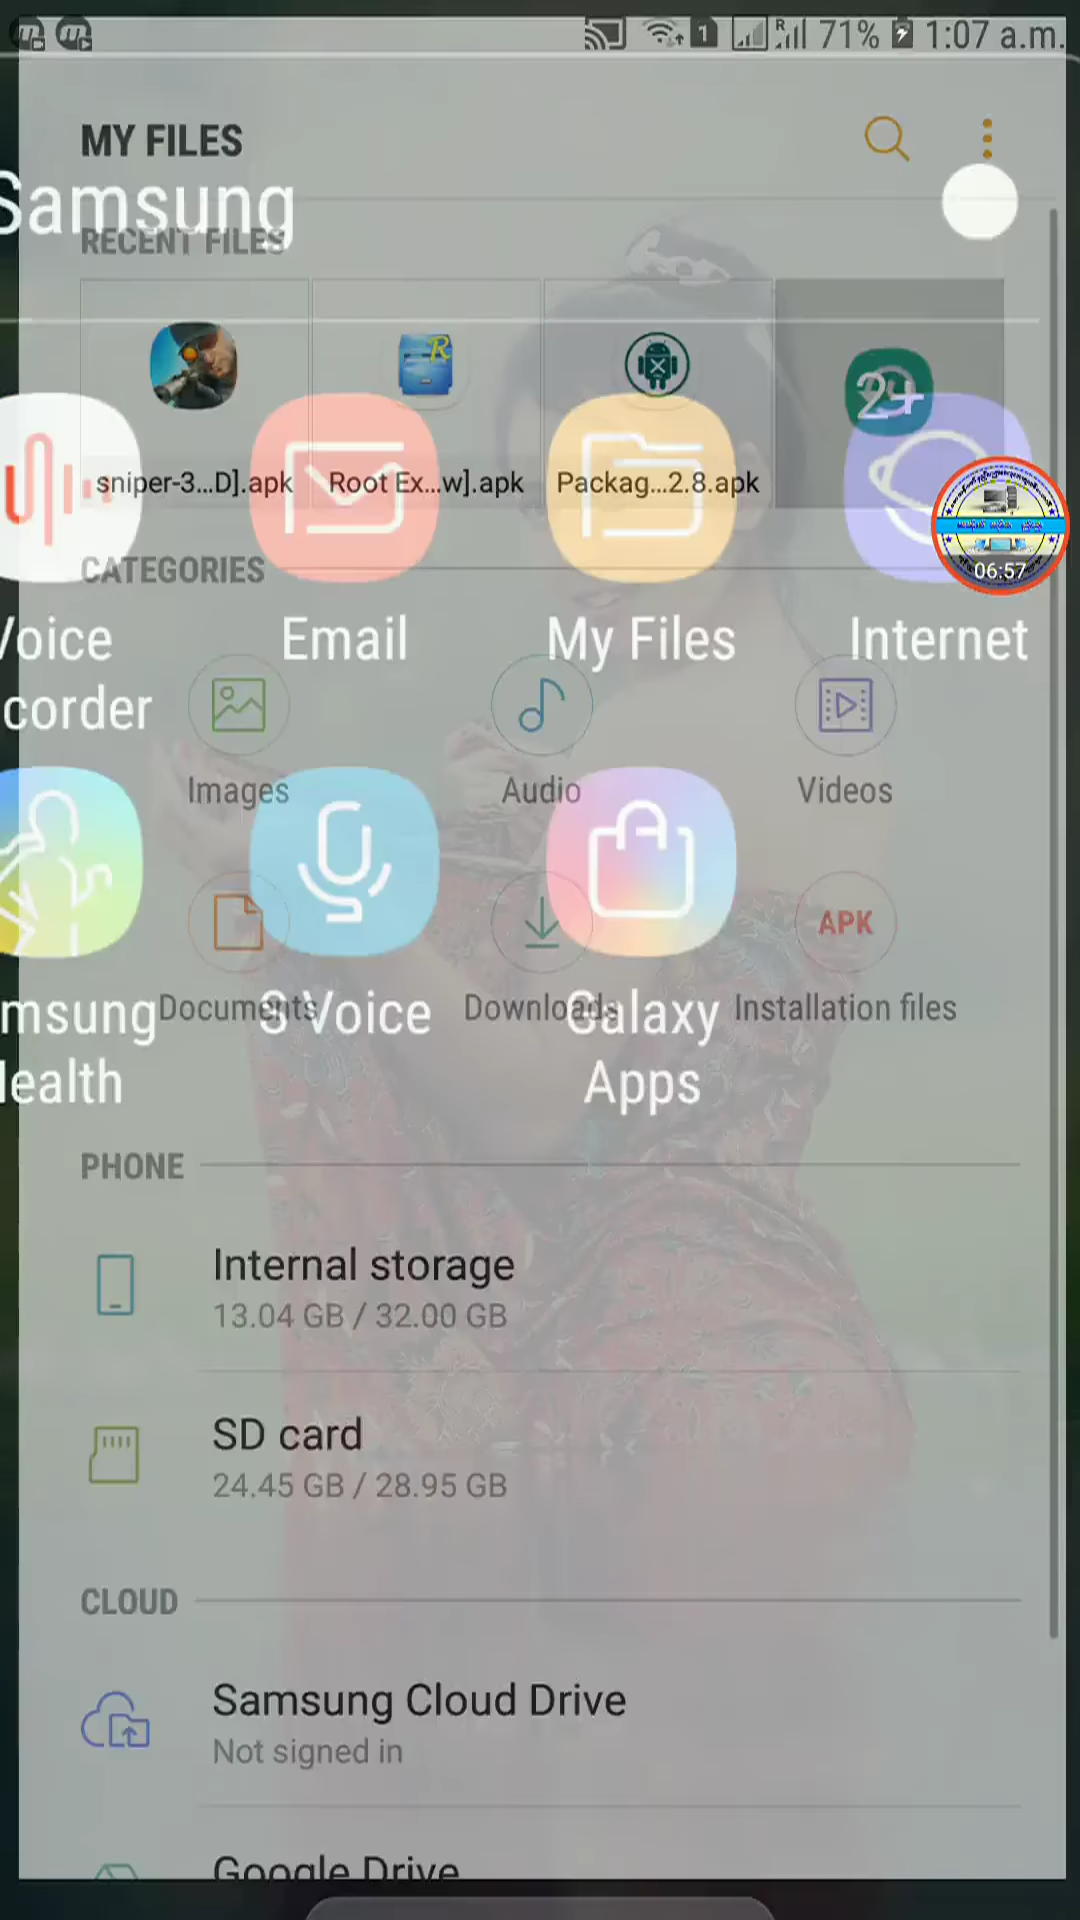 71% 1:07 a.m.
MY FILES
Samsung
RECENT FILES
2+
sniper-3...D].apk Root Ex...w].apk Packag...2.8.apk
06:57
CATEGORIES
Voice
corder
Email
My Files
Internet
Images
Audio
Videos
APK
msung
Health
Documents
S Voice
Downloads
Galaxy
Apps
Installation files
PHONE
Internal storage
13.04 GB / 32.00 GB
SD card
24.45 GB / 28.95 GB
CLOUD
Samsung Cloud Drive
Not signed in
Google Drive